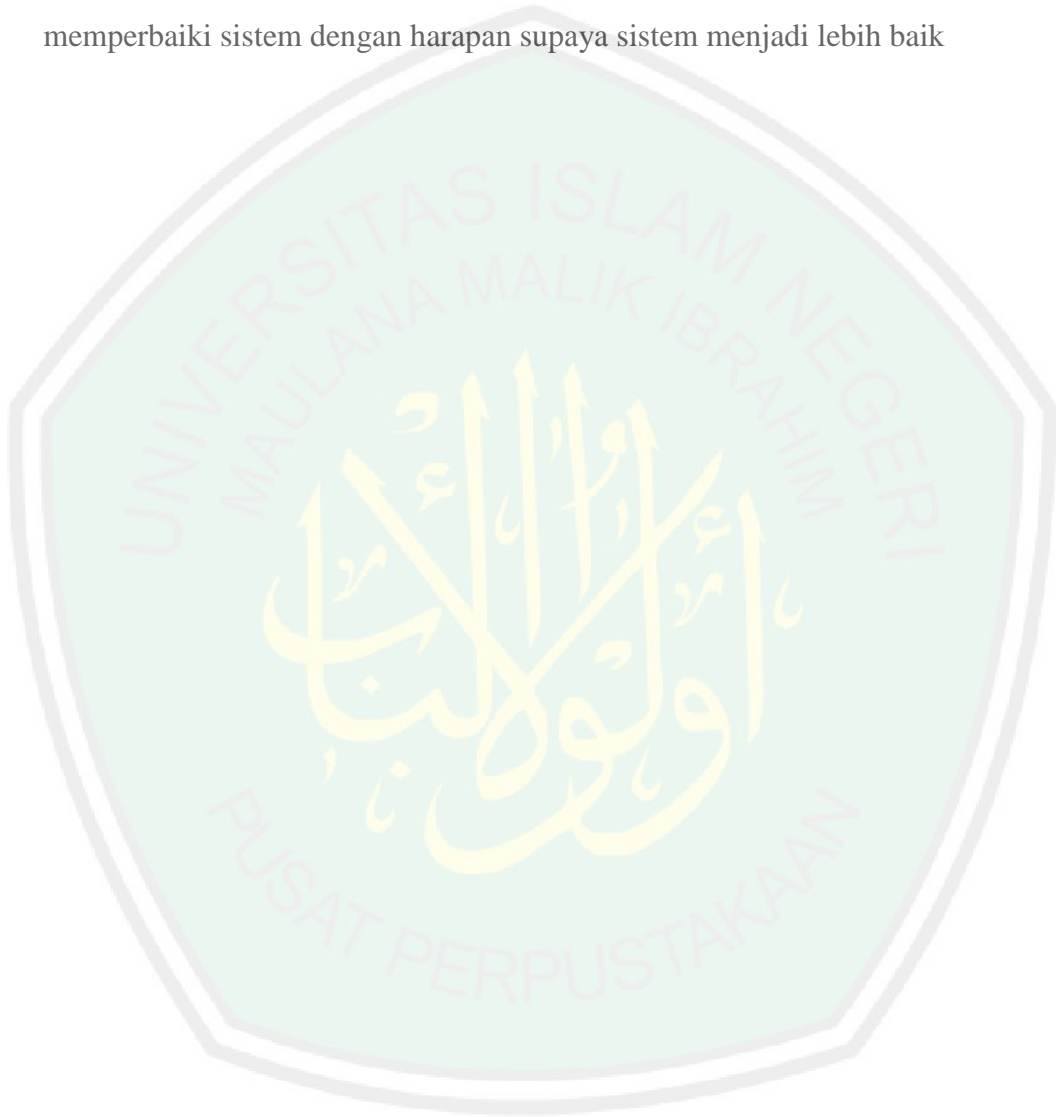 memperbaiki sistem dengan harapan supaya sistem menjadi lebih baik
UNIVERSITAS ISLAM NEGERI
MAULANA MALIK IBRAHIM
PUSAT PERPUSTAKAAN